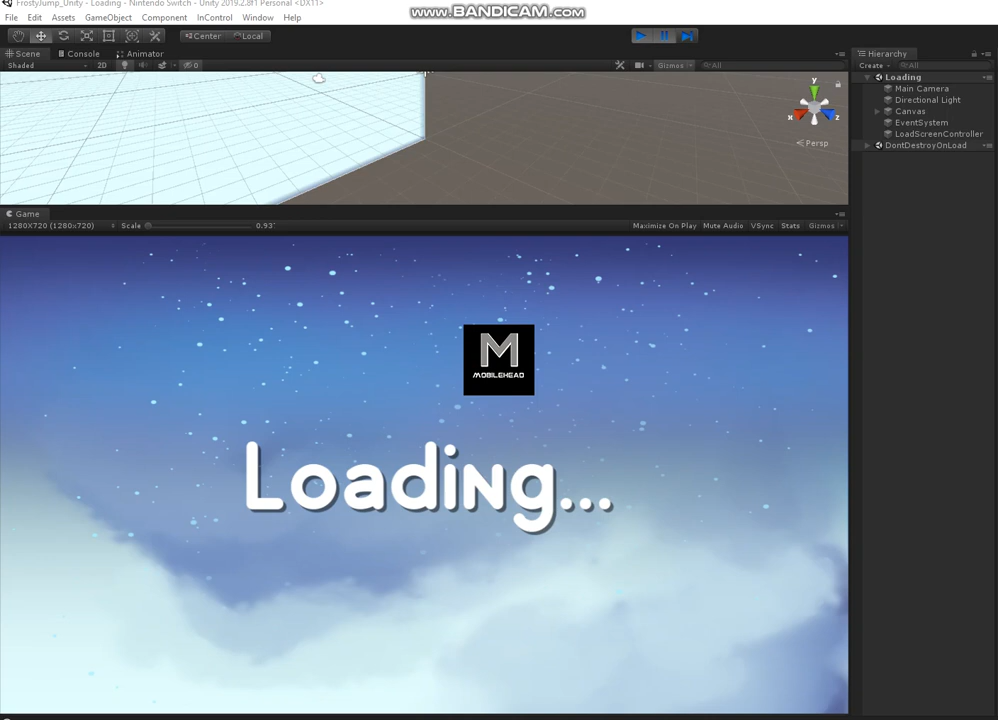 FrostyJump_Unity - Loading - Nintendo Switch - Unity 2019.2.8f1 Personal <DX11>
www.BANDICAM.com
File Edit Assets GameObject Component InControl Window Help
Center Local
Scene Console Animator
Hierarchy
Shaded 2D 0 Gizmos All
Create All
Loading
Main Camera
Directional Light
Canvas
EventSystem
LoadScreenController
DontDestroyOnLoad
y
x z
Persp
Game
1280X720 (1280x720) Scale 0.93 Maximize On Play Mute Audio VSync Stats Gizmos
M
MOBILEHEAD
Loading...